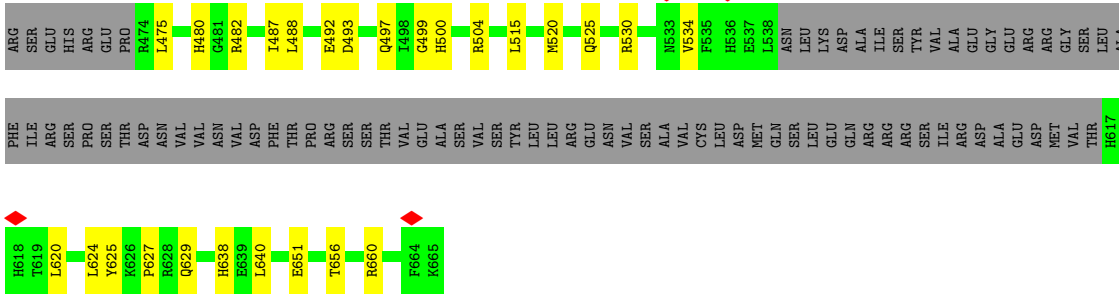 ARG SER GLU HIS ARG GLU PRO R474 L475 H480 G481 R482 I487 L488 E492 D493 Q497 I498 G499 H500 R504 L515 M520 Q525 R530 N533 V534 F535 H536 E537 L538 ASN LEU LYS ASP ALA ILE SER TYR VAL ALA GLU GLY GLU ARG ARG GLY SER LEU ALA
PHE ILE ARG SER PRO SER THR ASP ASN VAL VAL ASN VAL ASP PHE THR PRO ARG SER SER THR VAL GLU ALA SER VAL SER TYR LEU LEU ARG GLU ASN VAL SER ALA VAL CYS LEU ASP MET GLN SER LEU GLU GLN ARG ARG ARG SER ILE ARG ASP ALA GLU ASP MET VAL THR H617
H618 T619 L620 L624 Y625 K626 P627 R628 Q629 H638 E639 L640 E651 T656 R660 F664 K665